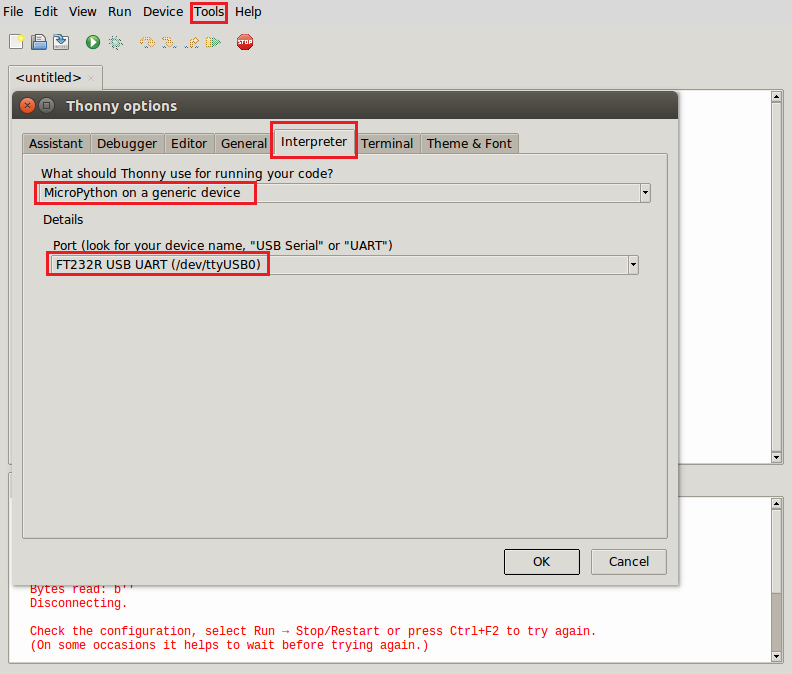 File Edit View Run Device Tools Help
STOP
<untitled> ×
Thonny options
Assistant Debugger Editor General Interpreter Terminal Theme & Font
What should Thonny use for running your code?
MicroPython on a generic device
Details
Port (look for your device name, "USB Serial" or "UART")
FT232R USB UART (/dev/ttyUSB0)
OK Cancel
Bytes read: b''
Disconnecting.
Check the configuration, select Run → Stop/Restart or press Ctrl+F2 to try again.
(On some occasions it helps to wait before trying again.)